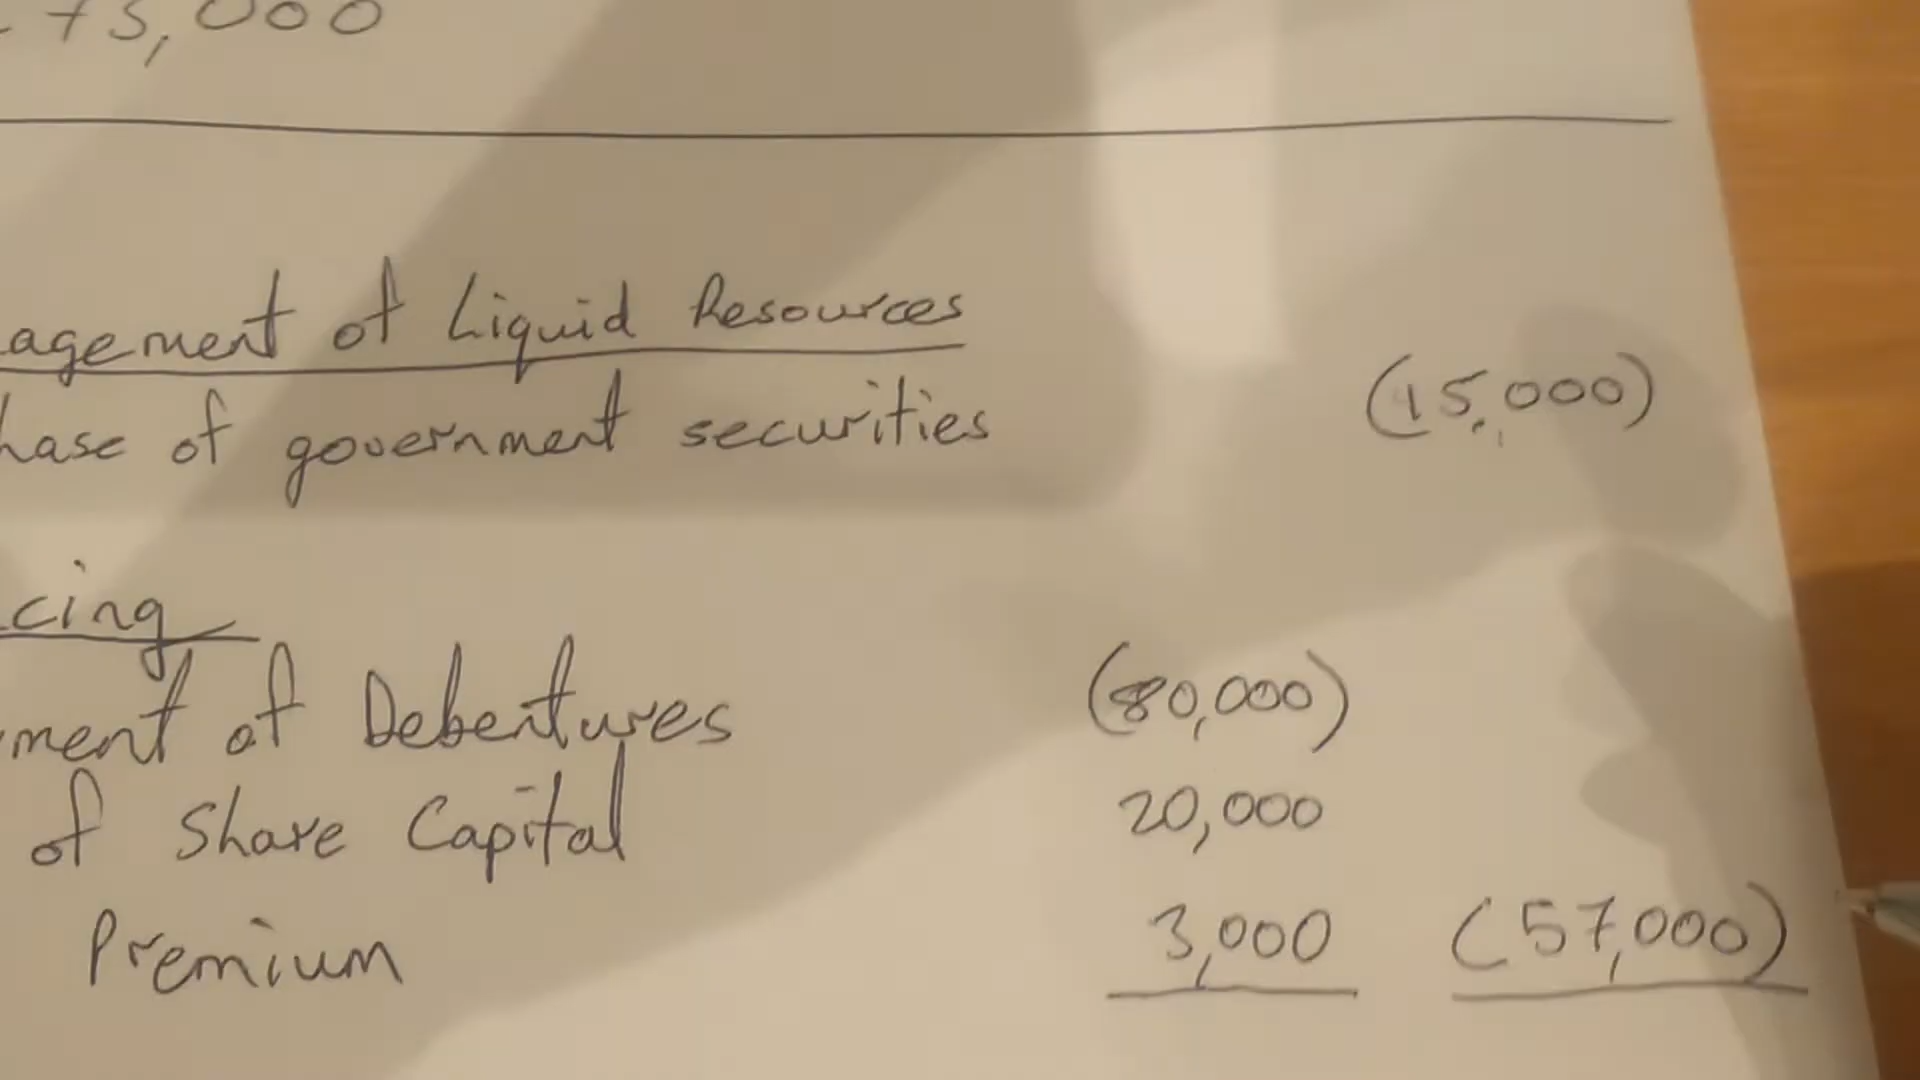 75,000
agement of Liquid Resources
hase of government securities (15,000)
cing
ment of Debentures (80,000)
of Share Capital 20,000
Premium 3,000 (57,000)